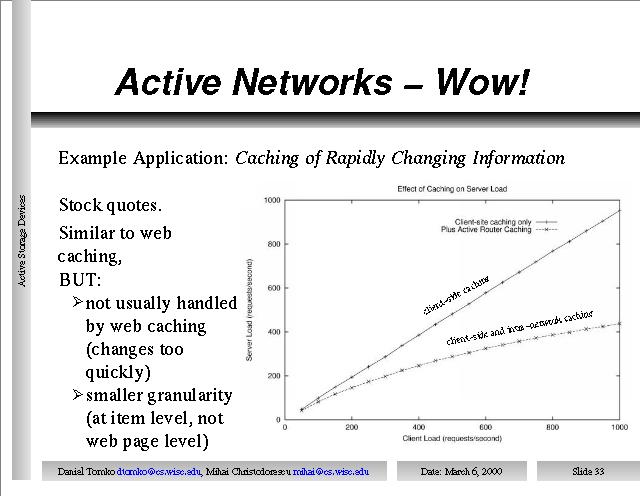 Active Networks – Wow!
Example Application: Caching of Rapidly Changing Information
Active Storage Devices
Stock quotes.
Similar to web
caching,
BUT:
➢not usually handled
by web caching
(changes too
quickly)
➢smaller granularity
(at item level, not
web page level)
Effect of Caching on Server Load
Client-site caching only
Plus Active Router Caching
client-side caching
client-side and intra-network caching
Server Load (requests/second)
1000
800
600
400
200
0
0 200 400 600 800 1000
Client Load (requests/second)
Daniel Tomko dtomko@cs.wisc.edu, Mihai Christodorescu mihai@cs.wisc.edu
Date: March 6, 2000
Slide 33